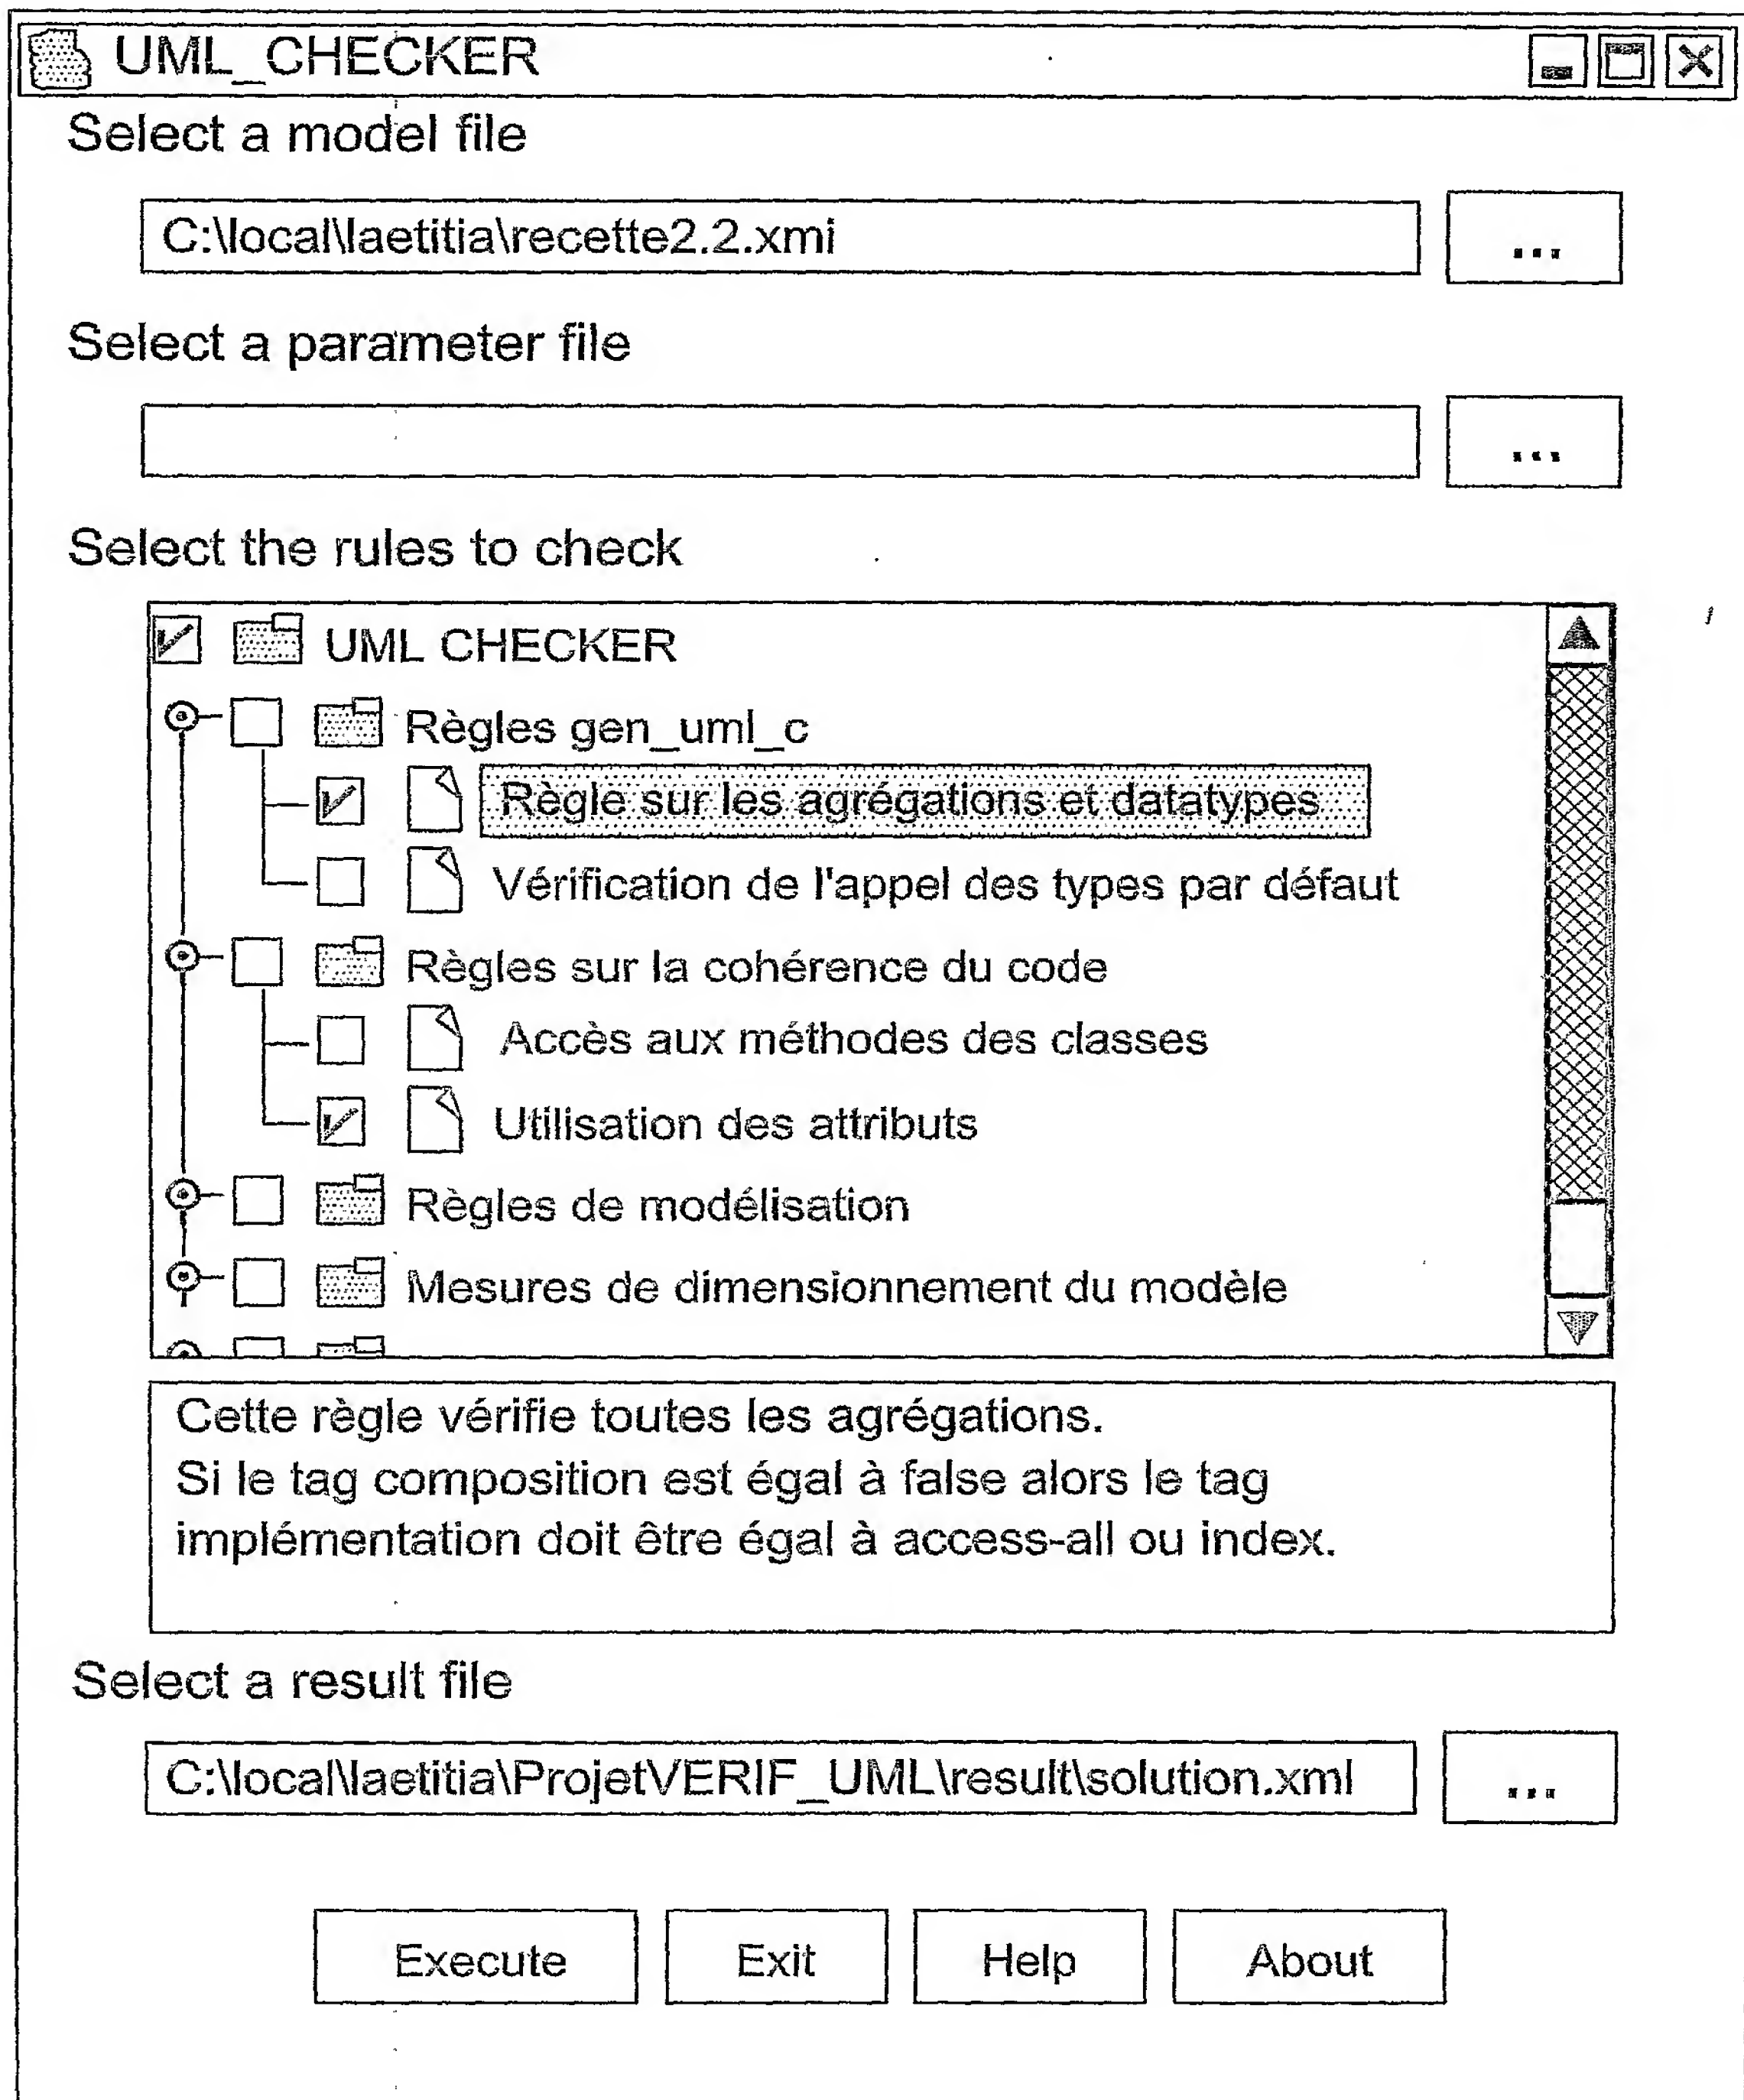 UML_CHECKER
Select a model file
C:\local\laetitia\recette2.2.xmi
...
Select a parameter file
...
Select the rules to check
UML CHECKER
Règles gen_uml_c
Règle sur les agrégations et datatypes
Vérification de l'appel des types par défaut
Règles sur la cohérence du code
Accès aux méthodes des classes
Utilisation des attributs
Règles de modélisation
Mesures de dimensionnement du modèle
Cette règle vérifie toutes les agrégations.
Si le tag composition est égal à false alors le tag
implémentation doit être égal à access-all ou index.
Select a result file
C:\local\laetitia\ProjetVERIF_UML\result\solution.xml
...
Execute Exit Help About